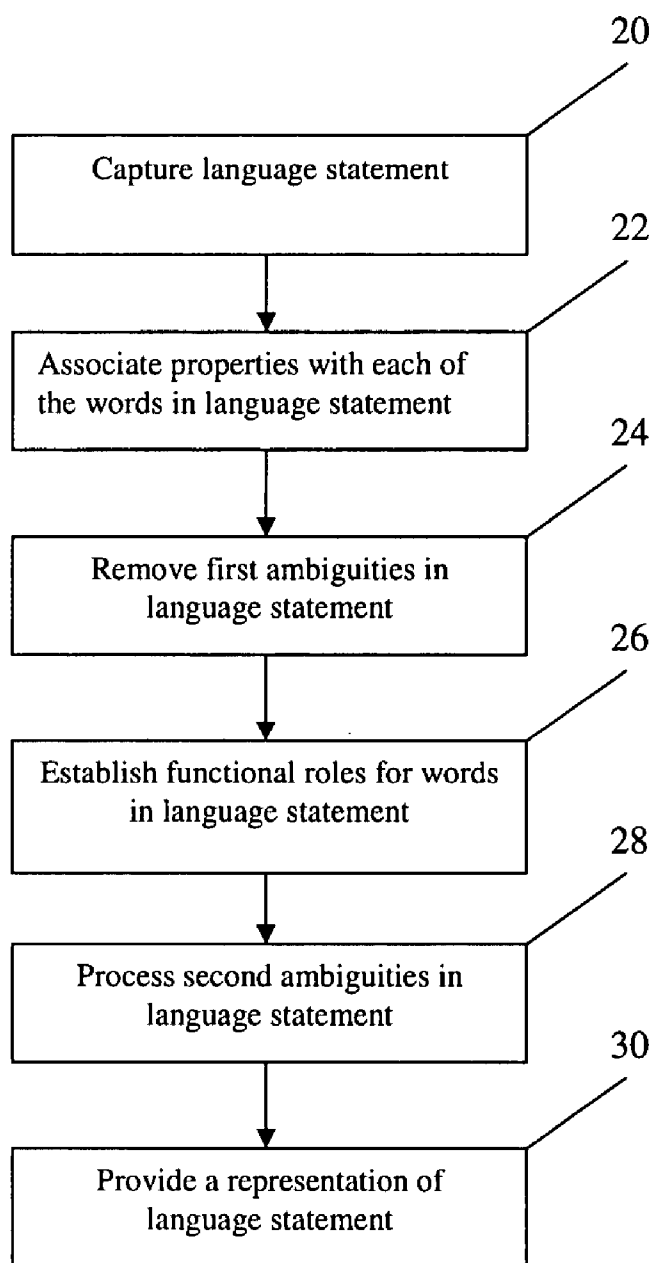 20
Capture language statement
22
Associate properties with each of
the words in language statement
24
Remove first ambiguities in
language statement
26
Establish functional roles for words
in language statement
28
Process second ambiguities in
language statement
30
Provide a representation of
language statement